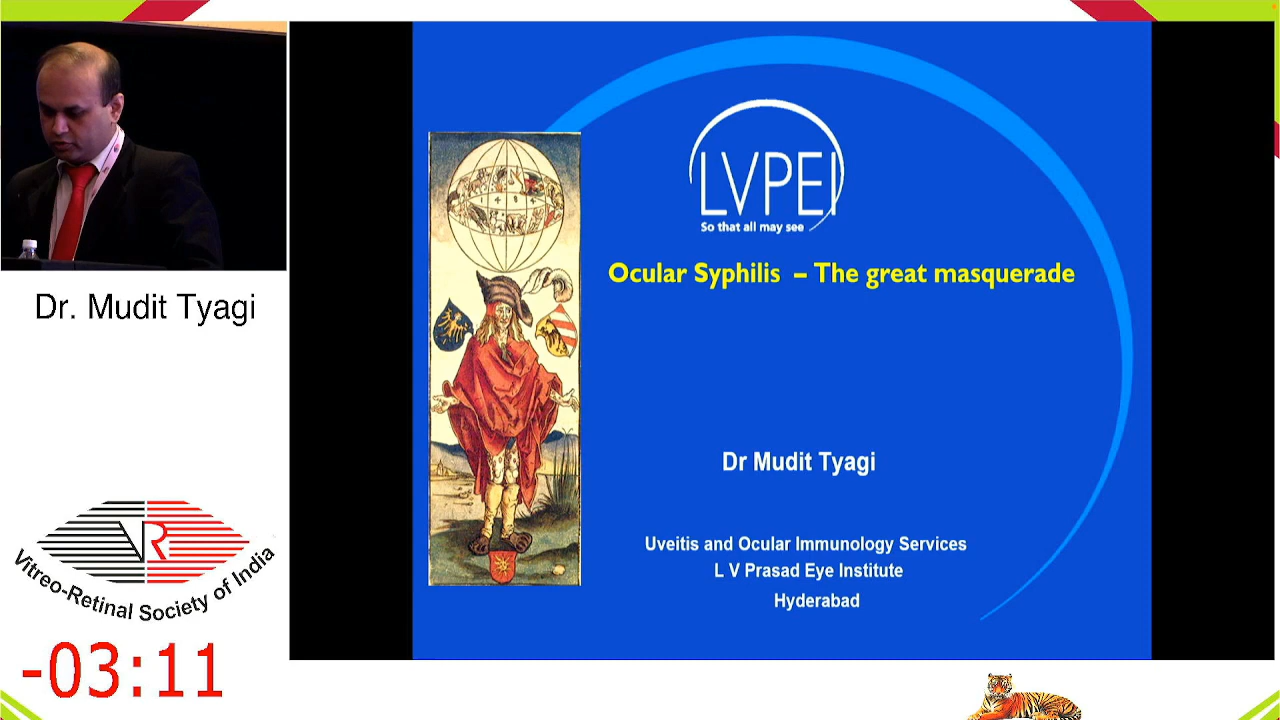 Dr. Mudit Tyagi
VR
Vitreo-Retinal Society of India
-03:11
LVPEI
So that all may see
Ocular Syphilis – The great masquerade
Dr Mudit Tyagi
Uveitis and Ocular Immunology Services
L V Prasad Eye Institute
Hyderabad